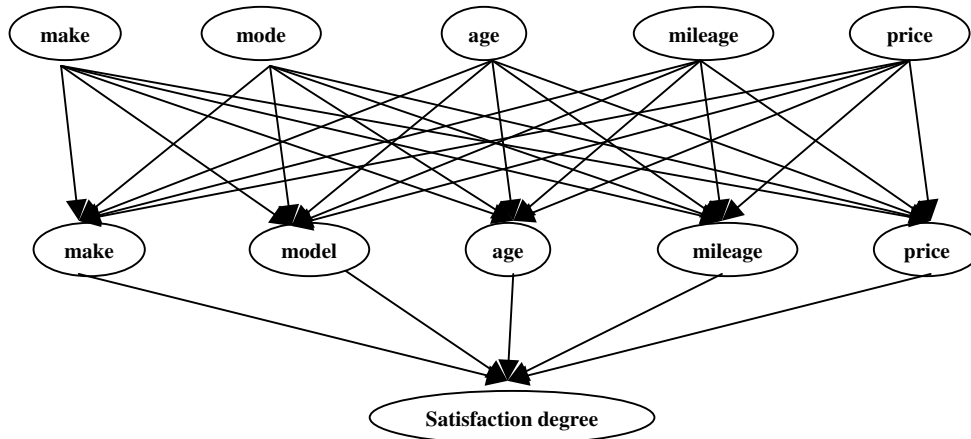 make mode age mileage price
make model age mileage price
Satisfaction degree